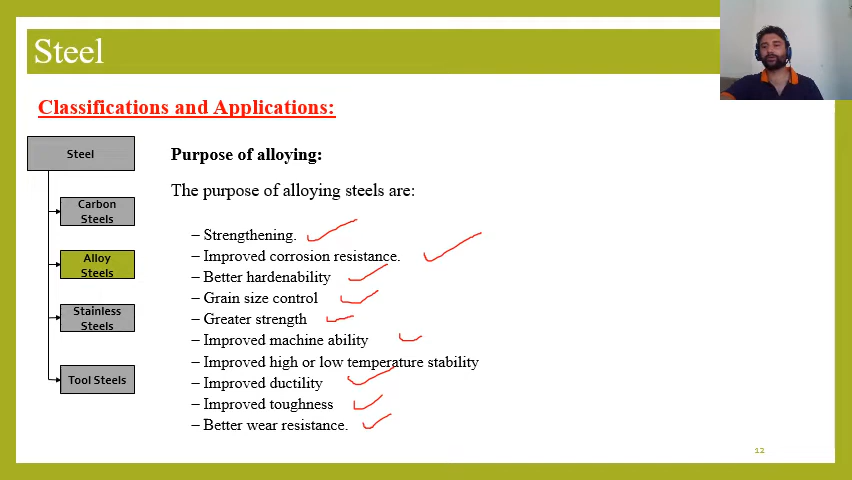 Steel
Classifications and Applications:
Steel
Carbon
Steels
Alloy
Steels
Stainless
Steels
Tool Steels
Purpose of alloying:
The purpose of alloying steels are:
– Strengthening.
– Improved corrosion resistance.
– Better hardenability
– Grain size control
– Greater strength
– Improved machine ability
– Improved high or low temperature stability
– Improved ductility
– Improved toughness
– Better wear resistance.
12